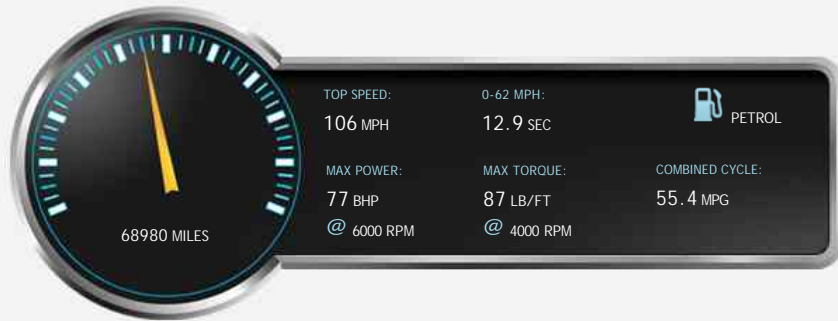 68980 MILES
TOP SPEED:
106 MPH
0-62 MPH:
12.9 SEC
PETROL
MAX POWER:
77 BHP
@ 6000 RPM
MAX TORQUE:
87 LB/FT
@ 4000 RPM
COMBINED CYCLE:
55.4 MPG